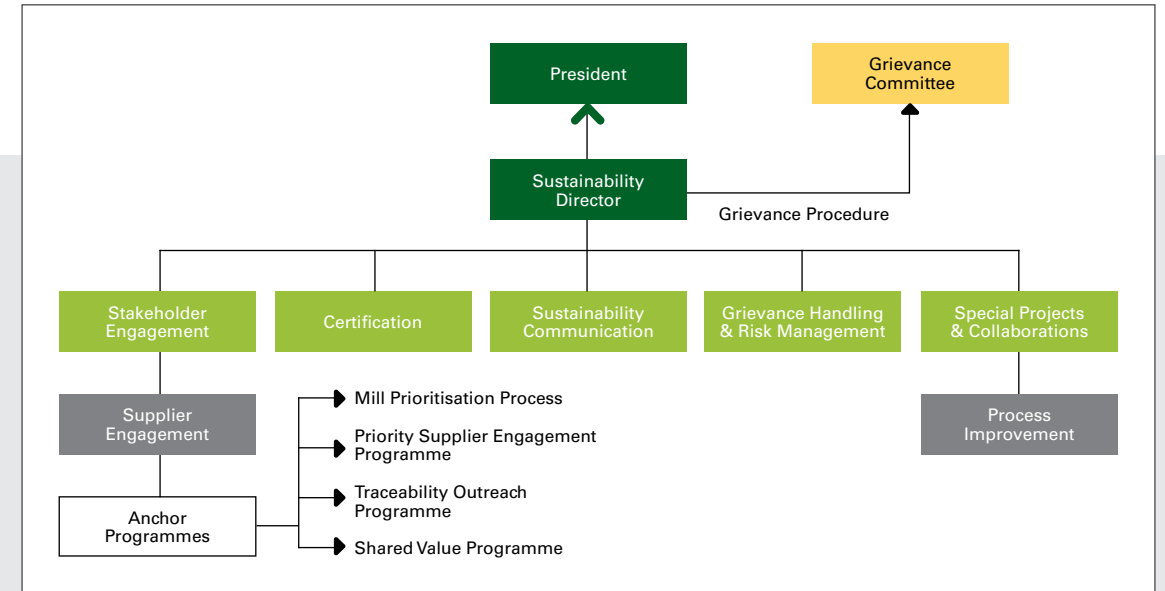 President
Grievance
Committee
Sustainability
Director
Grievance Procedure
Stakeholder
Engagement
Certification
Sustainability
Communication
Grievance Handling
& Risk Management
Special Projects
& Collaborations
Supplier
Engagement
Mill Prioritisation Process
Priority Supplier Engagement
Programme
Process
Improvement
Traceability Outreach
Programme
Anchor
Programmes
Shared Value Programme